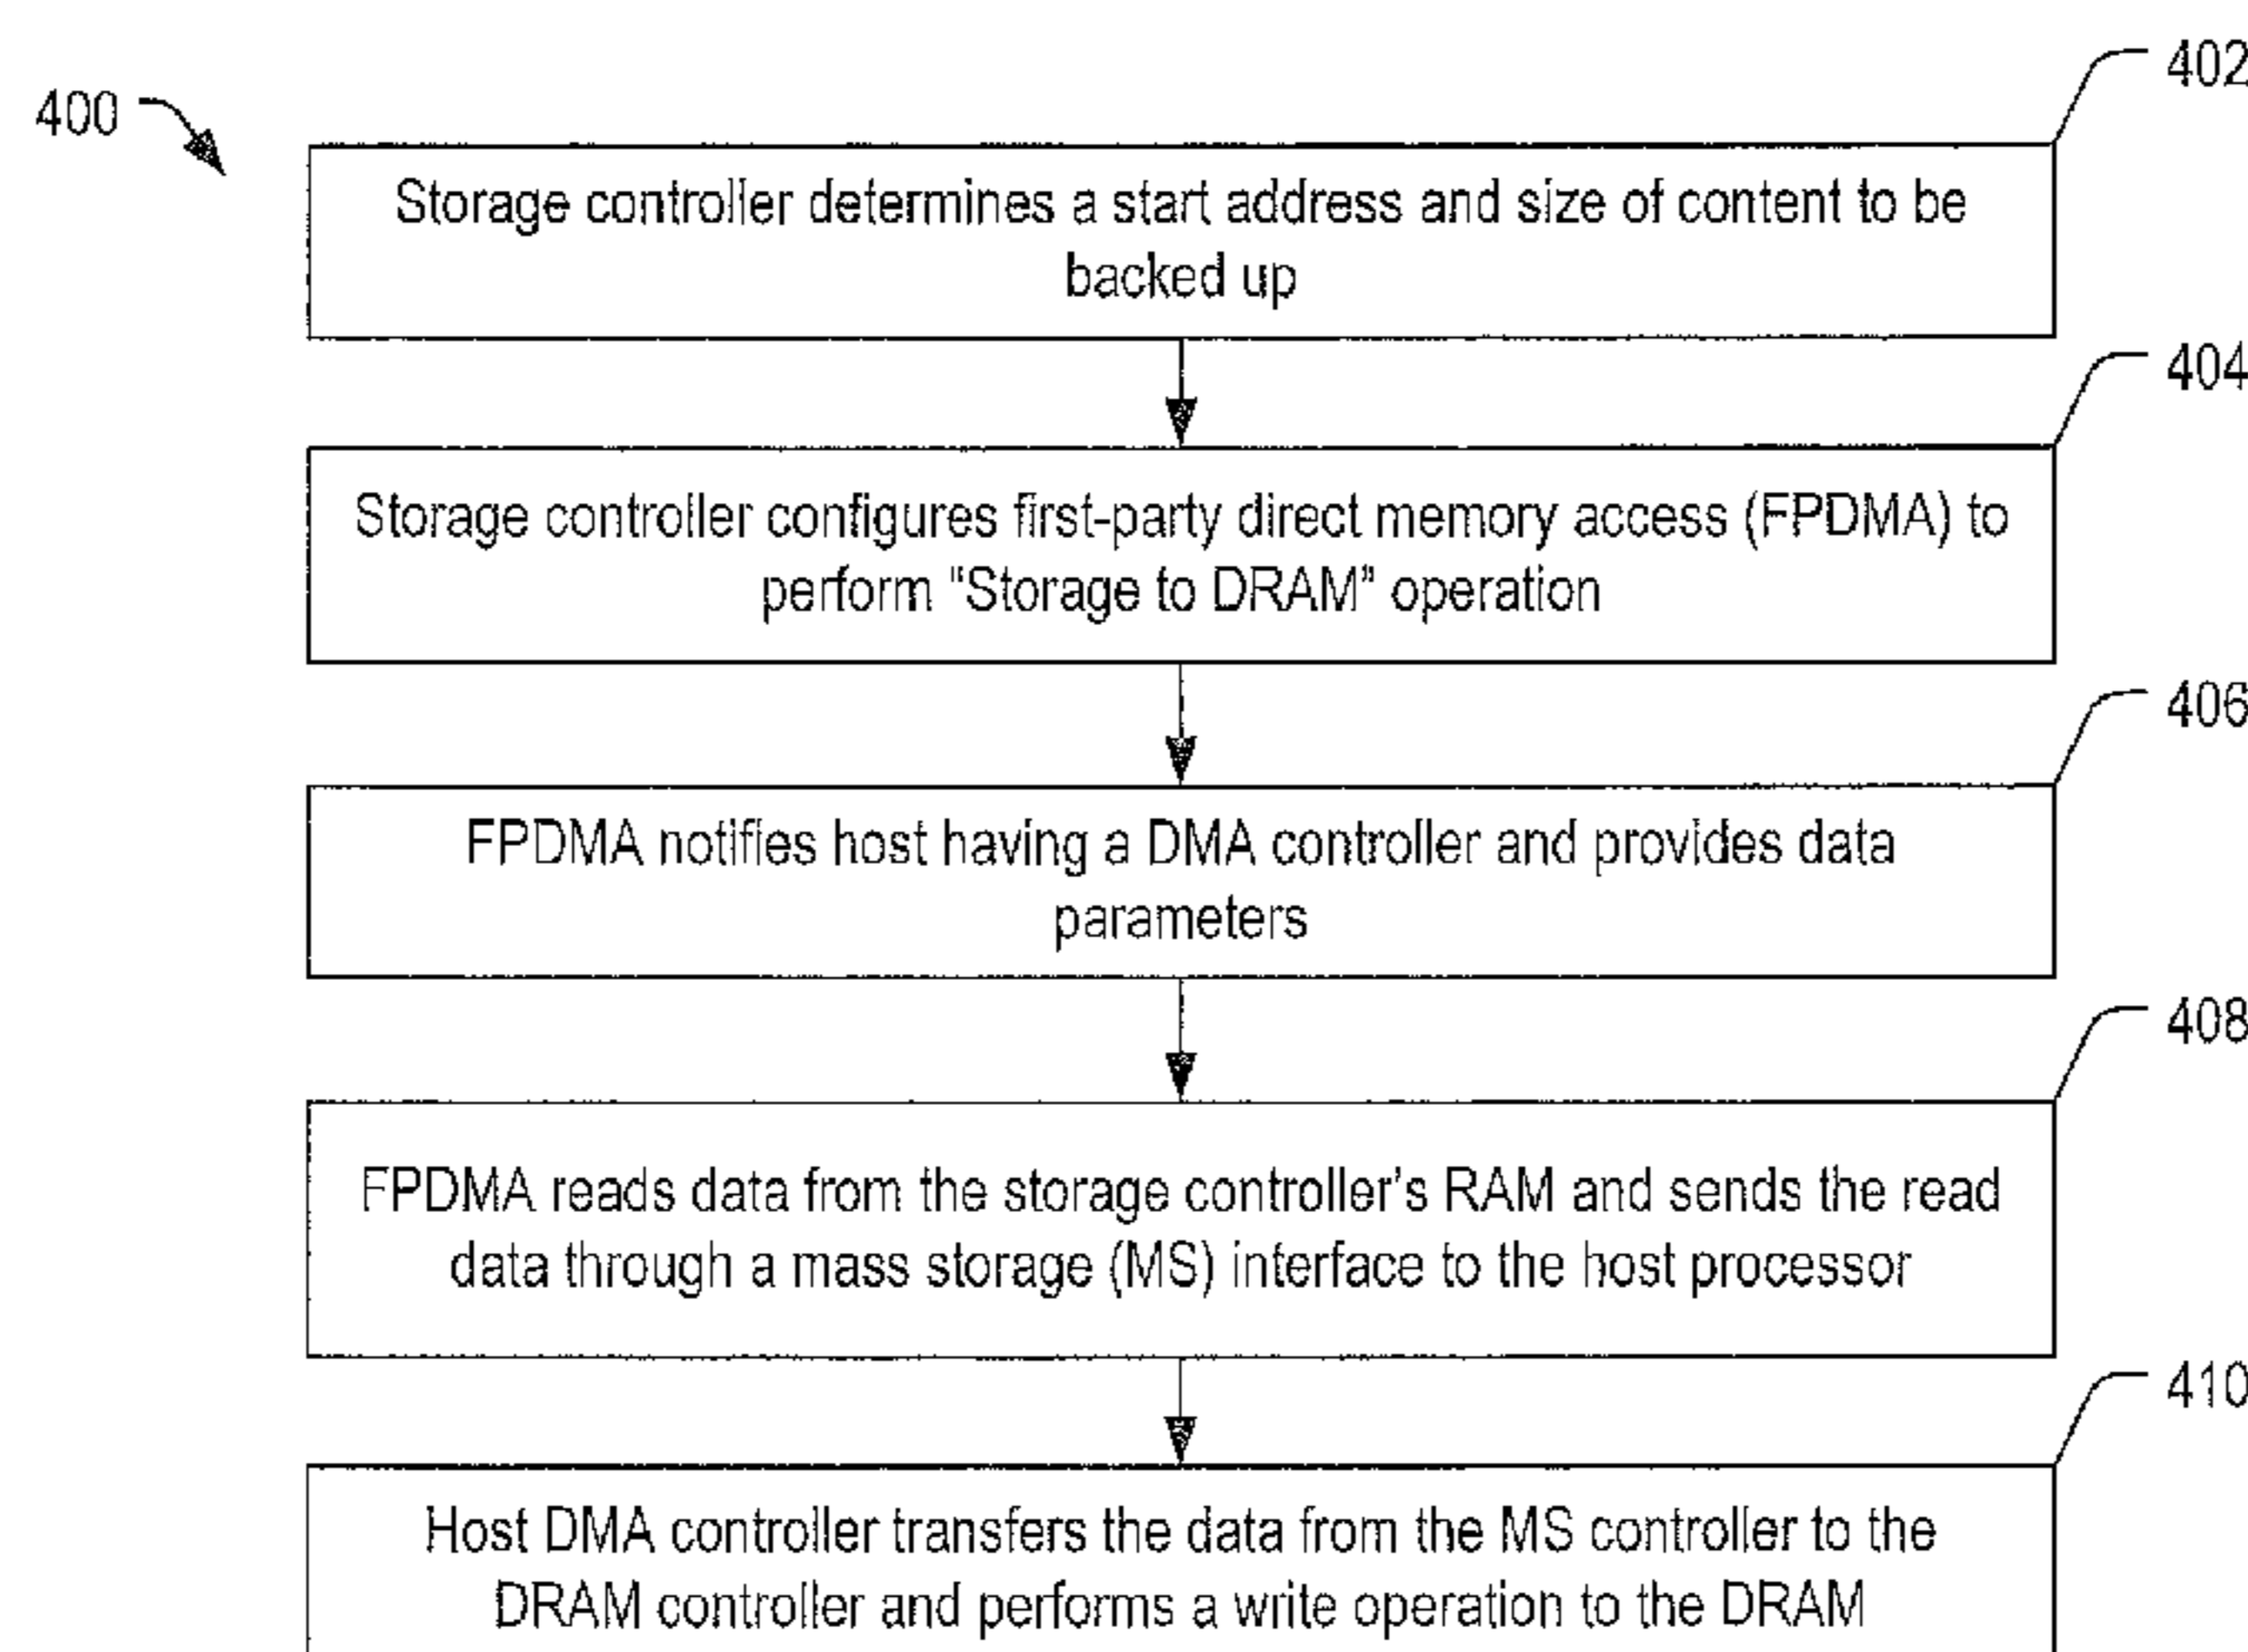 402
400
Storage controller determines a start address and size of content to be
backed up
404
Storage controller configures first-party direct memory access (FPDMA) to
perform "Storage to DRAM" operation
406
FPDMA notifies host having a DMA controller and provides data
parameters
408
FPDMA reads data from the storage controller's RAM and sends the read
data through a mass storage (MS) interface to the host processor
410
Host DMA controller transfers the data from the MS controller to the
DRAM controller and performs a write operation to the DRAM